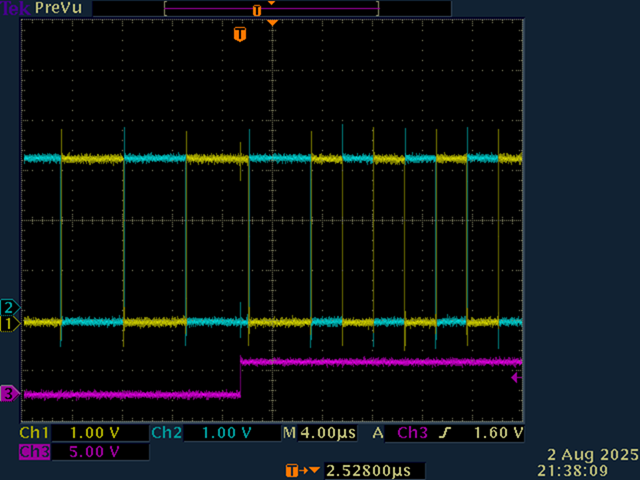 Tek PreVu
T
T
2
1
3
Ch1 1.00 V Ch2 1.00 V M 4.00µs A Ch3 ƒ 1.60 V
Ch3 5.00 V
2 Aug 2025
T→▼ 2.52800µs 21:38:09